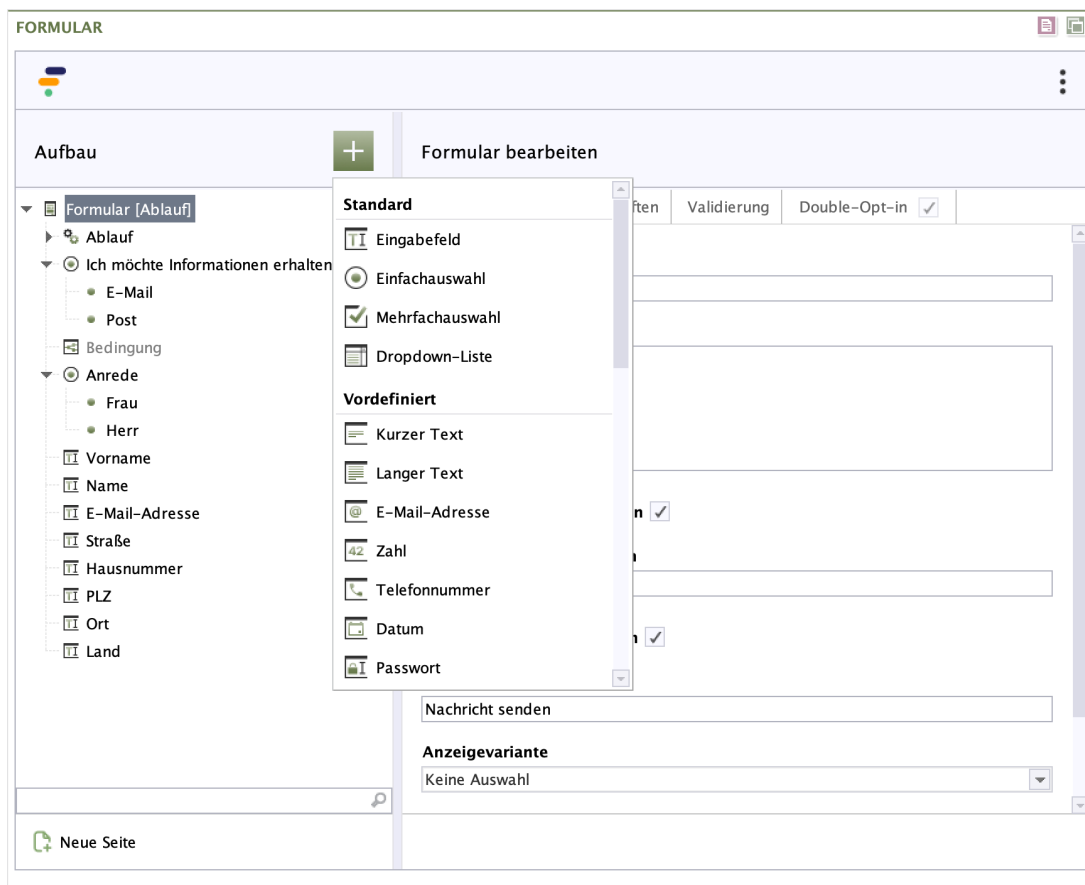 FORMULAR
Aufbau
Formular bearbeiten
Formular [Ablauf]
Ablauf
Ich möchte Informationen erhalten
E-Mail
Post
Bedingung
Anrede
Frau
Herr
Vorname
Name
E-Mail-Adresse
Straße
Hausnummer
PLZ
Ort
Land
Neue Seite
Standard
Eingabefeld
Einfachauswahl
Mehrfachauswahl
Dropdown-Liste
Vordefiniert
Kurzer Text
Langer Text
E-Mail-Adresse
42 Zahl
Telefonnummer
Datum
Passwort
Validierung
Double-Opt-in
Nachricht senden
Anzeigevariante
Keine Auswahl